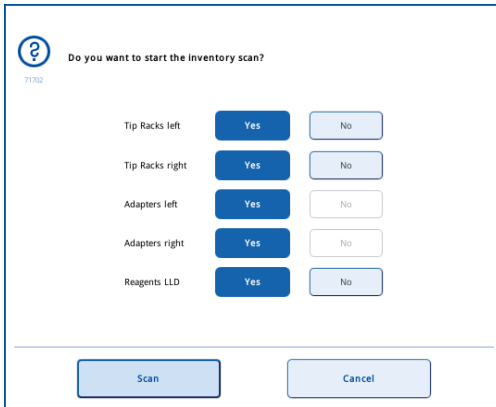 Do you want to start the inventory scan?
71702
Tip Racks left Yes No
Tip Racks right Yes No
Adapters left Yes No
Adapters right Yes No
Reagents LLD Yes No
Scan Cancel